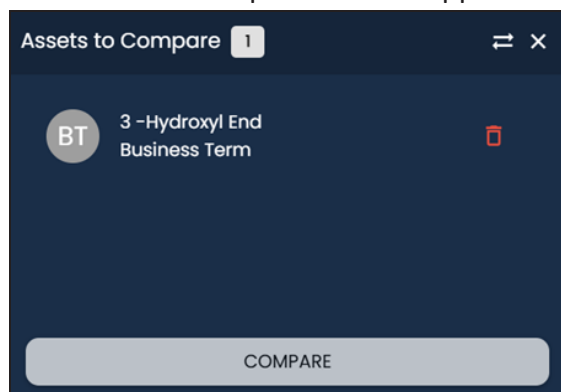 Assets to Compare 1
BT
3 -Hydroxyl End
Business Term
COMPARE